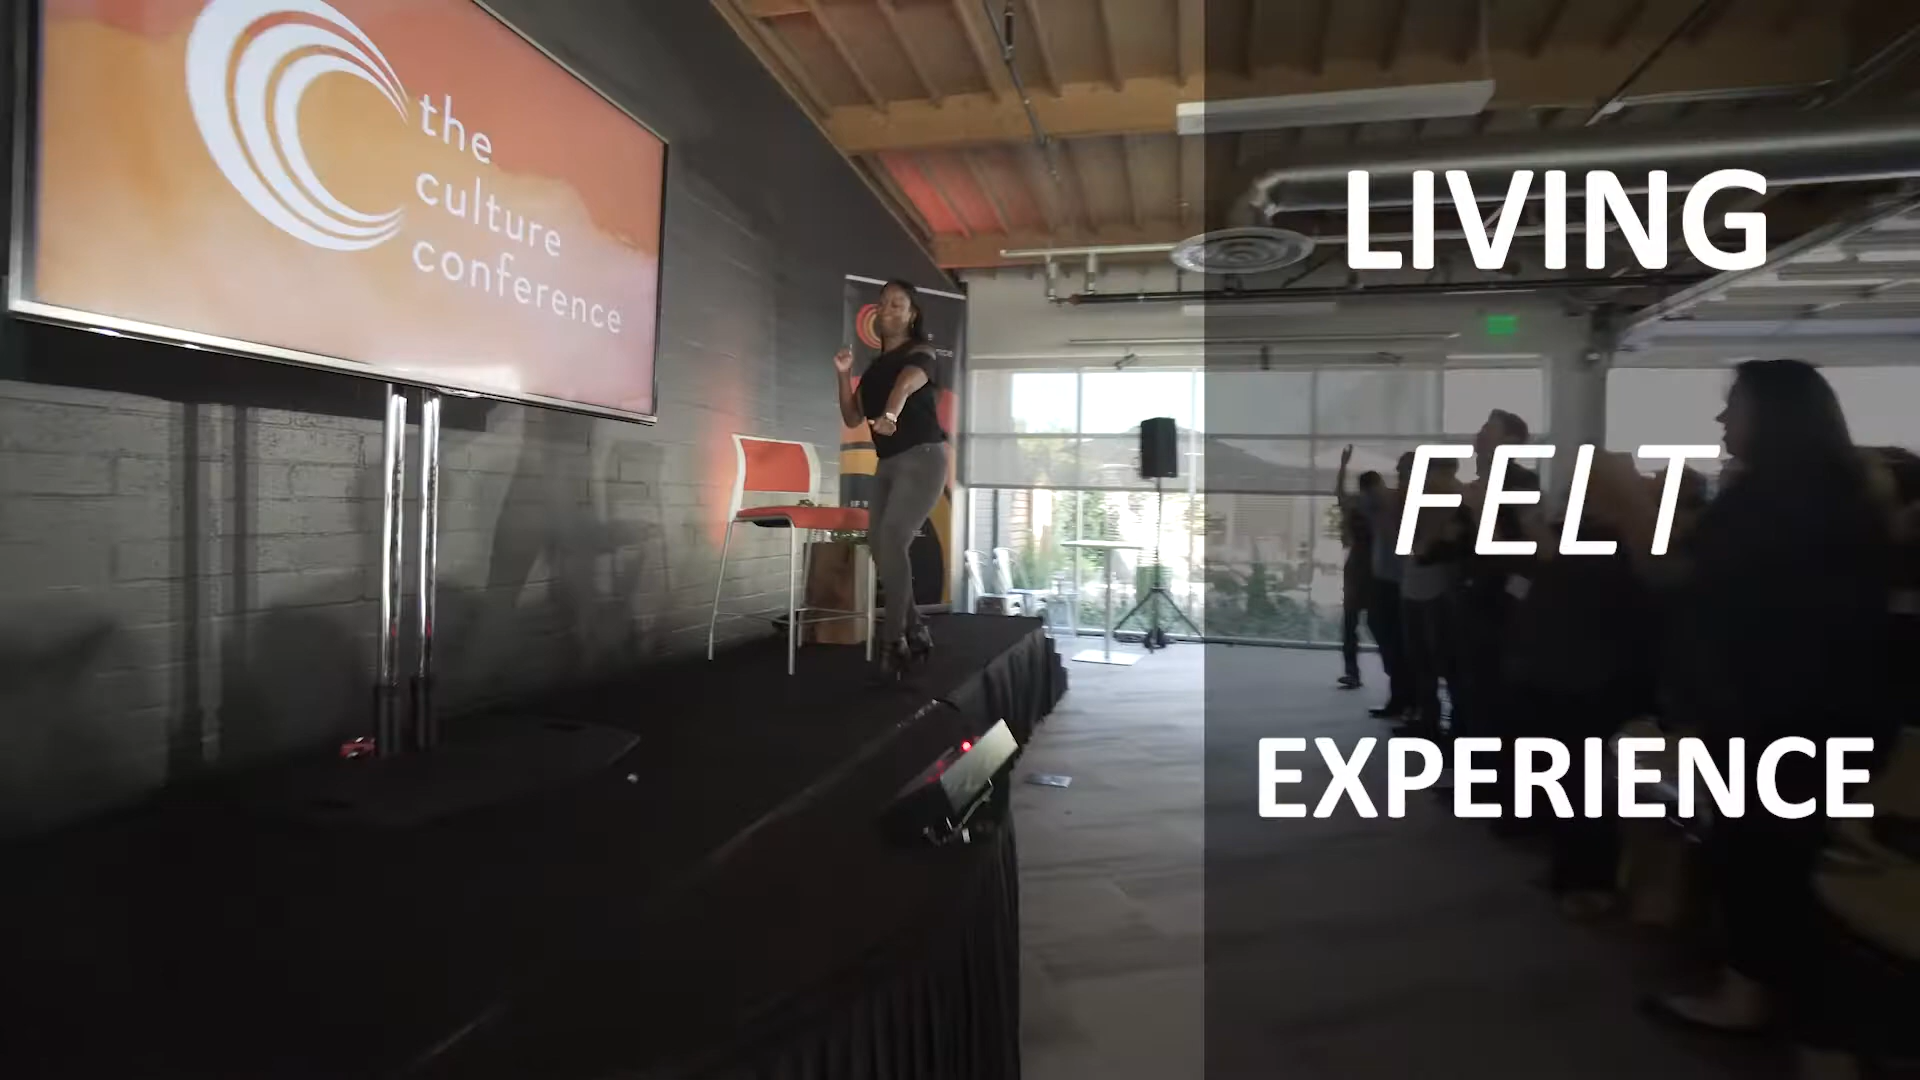 the
culture
conference
LIVING
FELT
EXPERIENCE